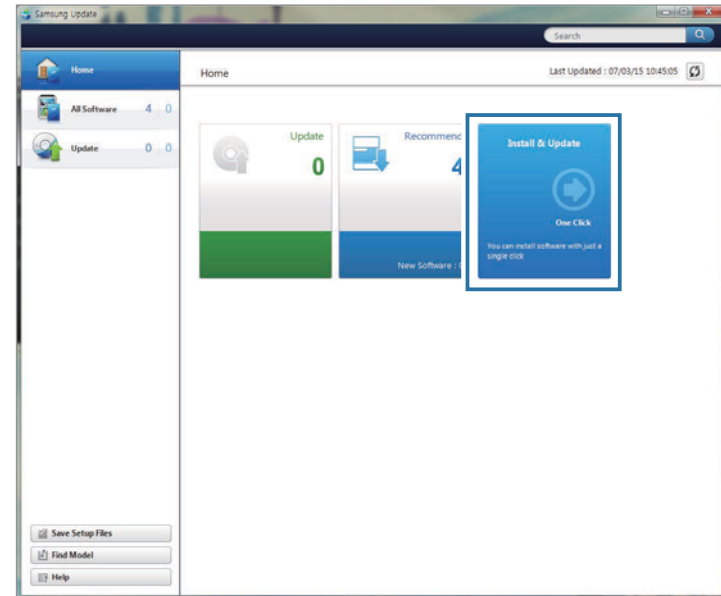 Samsung Update
Search
Home
Home
Last Updated : 07/03/15 10:45:05
All Software 4 0
Update 0 0
Update
0
Recommend
4
New Software :
Install & Update
One Click
You can install software with just a
single click
Save Setup Files
Find Model
Help